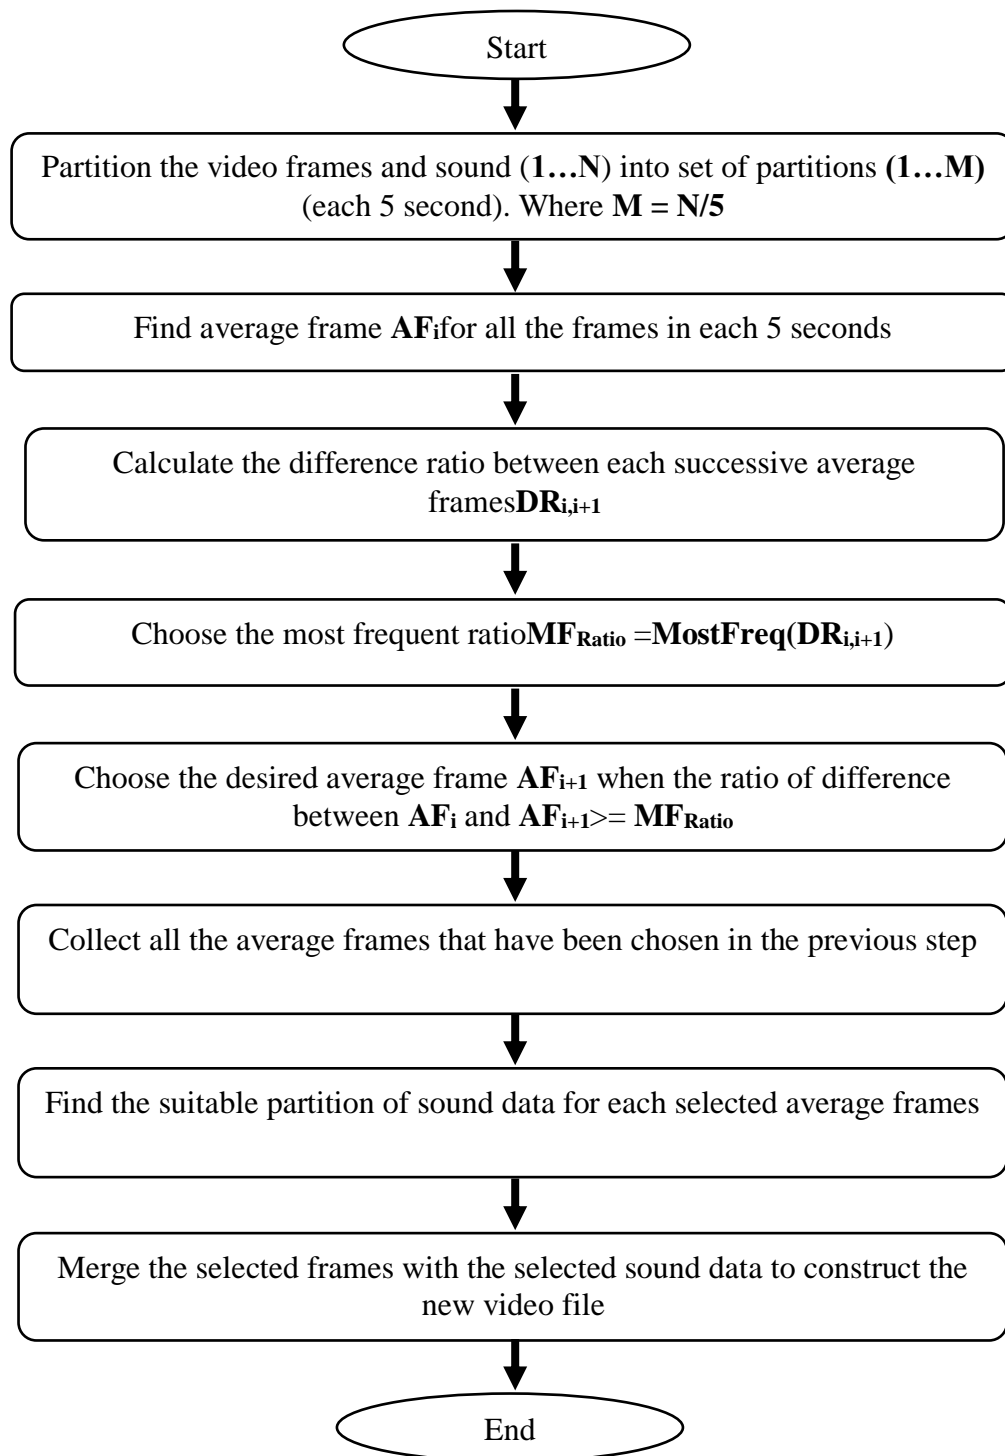 Start
Partition the video frames and sound (1…N) into set of partitions (1…M)
(each 5 second). Where M = N/5
Find average frame AFifor all the frames in each 5 seconds
Calculate the difference ratio between each successive average
framesDRi,i+1
Choose the most frequent ratioMFRatio =MostFreq(DRi,i+1)
Choose the desired average frame AFi+1 when the ratio of difference
between AFi and AFi+1>= MFRatio
Collect all the average frames that have been chosen in the previous step
Find the suitable partition of sound data for each selected average frames
Merge the selected frames with the selected sound data to construct the
new video file
End